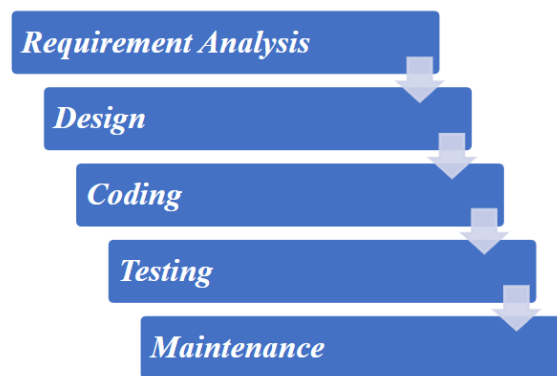 Requirement Analysis
Design
Coding
Testing
Maintenance